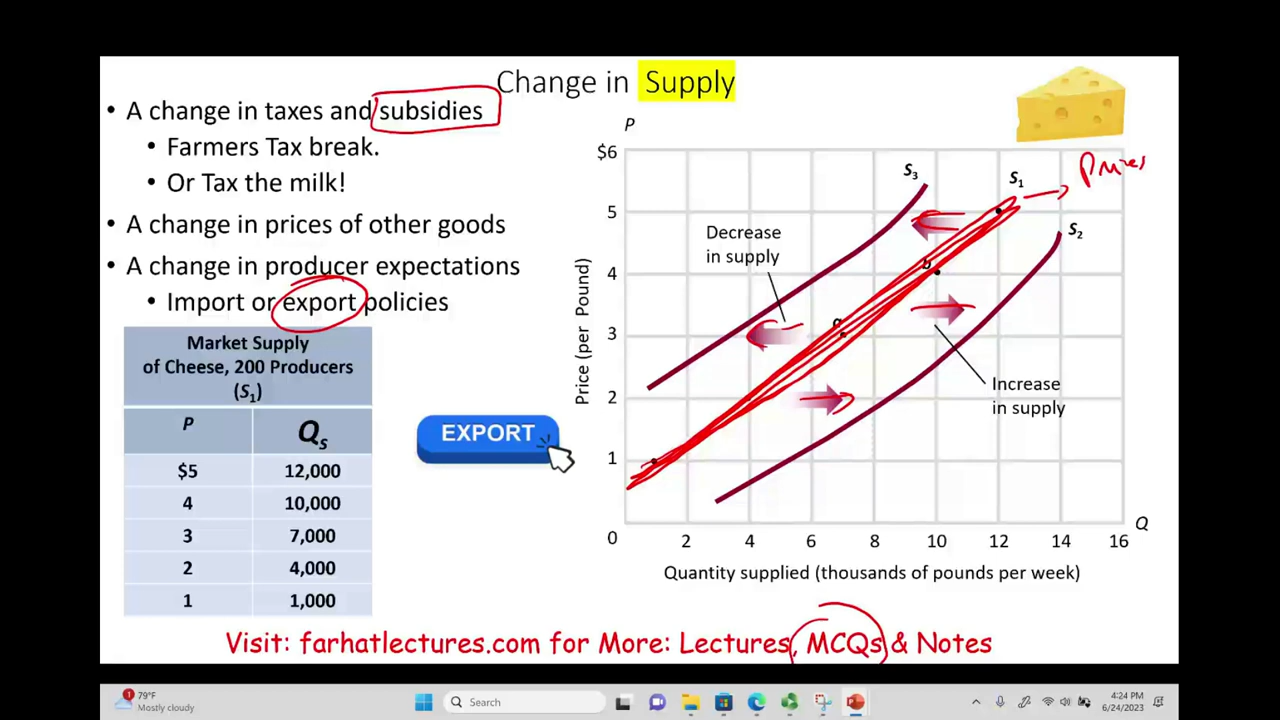 Change in Supply
• A change in taxes and subsidies
• Farmers Tax break.
• Or Tax the milk!
• A change in prices of other goods
• A change in producer expectations
• Import or export policies
Market Supply
of Cheese, 200 Producers
(S1)
P Qs
$5 12,000
4 10,000
3 7,000
2 4,000
1 1,000
EXPORT
P
$6
5
4
3
2
1
0
Price (per Pound)
S3
S1
Prices
S2
Decrease
in supply
b
a
Increase
in supply
Q
2 4 6 8 10 12 14 16
Quantity supplied (thousands of pounds per week)
Visit: farhatlectures.com for More: Lectures, MCQs & Notes
1
79°F
Mostly cloudy
Search
4:24 PM
6/24/2023